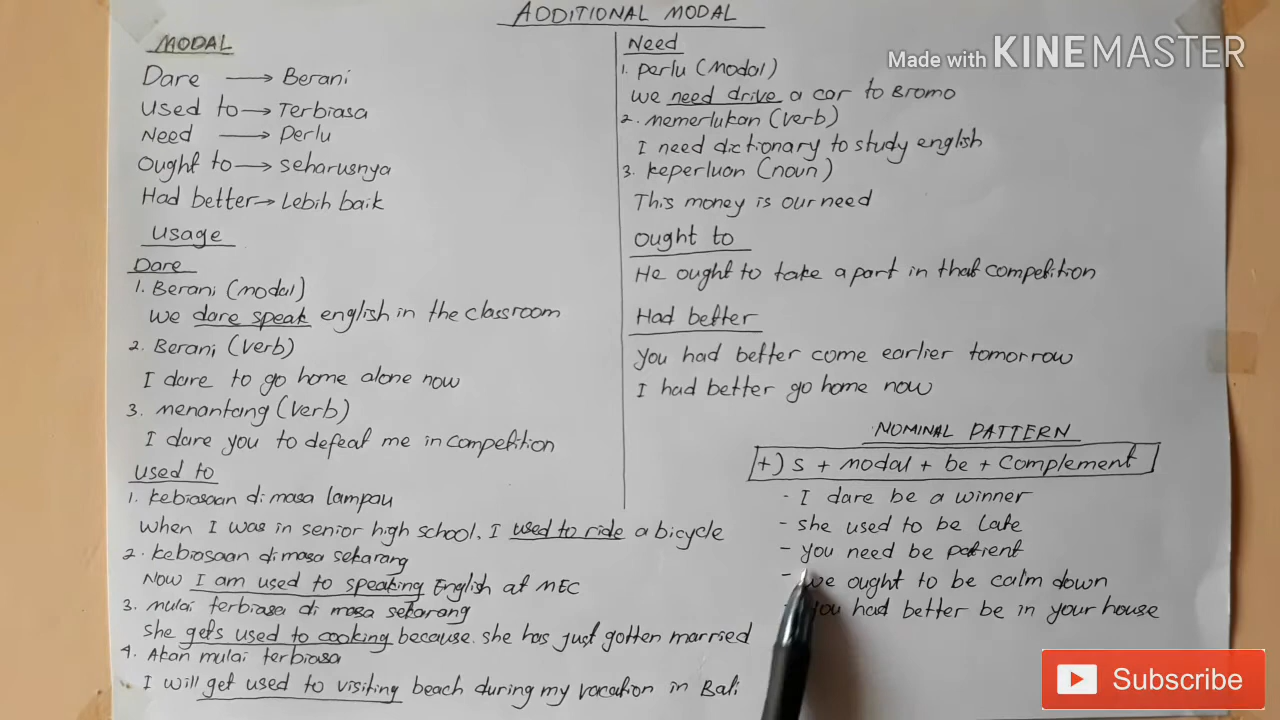 ADDITIONAL MODAL
MODAL
Dare → Berani
Used to → Terbiasa
Need → Perlu
Ought to → seharusnya
Had better → Lebih baik
Usage
Dare
1. Berani (modal)
We dare speak english in the classroom
2. Berani (verb)
I dare to go home alone now
3. menantang (verb)
I dare you to defeat me in competition
Used to
1. kebiasaan di masa lampau
When I was in senior high school, I used to ride a bicycle
2. kebiasaan di masa sekarang
Now I am used to speaking English at MEC
3. mulai terbiasa di masa sekarang
She gets used to cooking because she has just gotten married
4. Akan mulai terbiasa
I will get used to visiting beach during my vacation in Bali
Need
1. perlu (modal)
We need drive a car to Bromo
2. memerlukan (verb)
I need dictionary to study english
3. keperluan (noun)
This money is our need
Ought to
He ought to take a part in that competition
Had better
You had better come earlier tomorrow
I had better go home now
NOMINAL PATTERN
+) S + modal + be + Complement
- I dare be a winner
- she used to be late
- you need be patient
- we ought to be calm down
you had better be in your house
Made with KINEMASTER
Subscribe